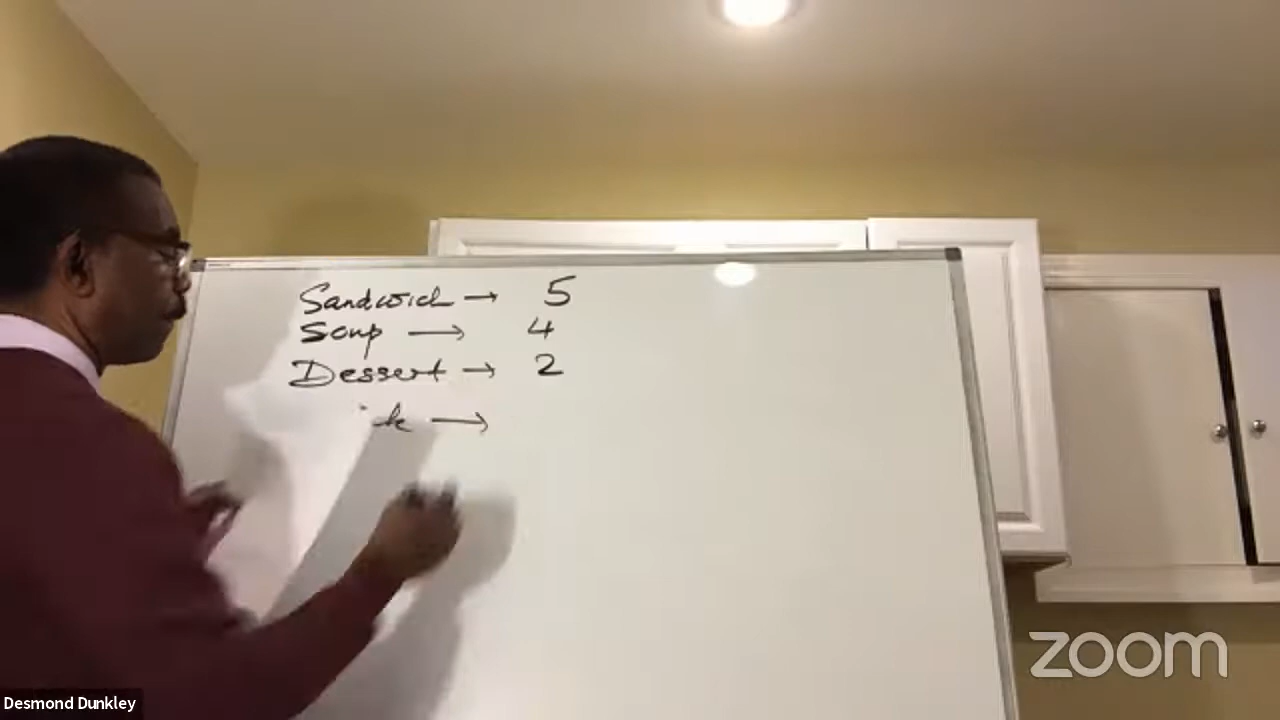 Sandwich → 5
Soup → 4
Dessert → 2
→
zoom
Desmond Dunkley